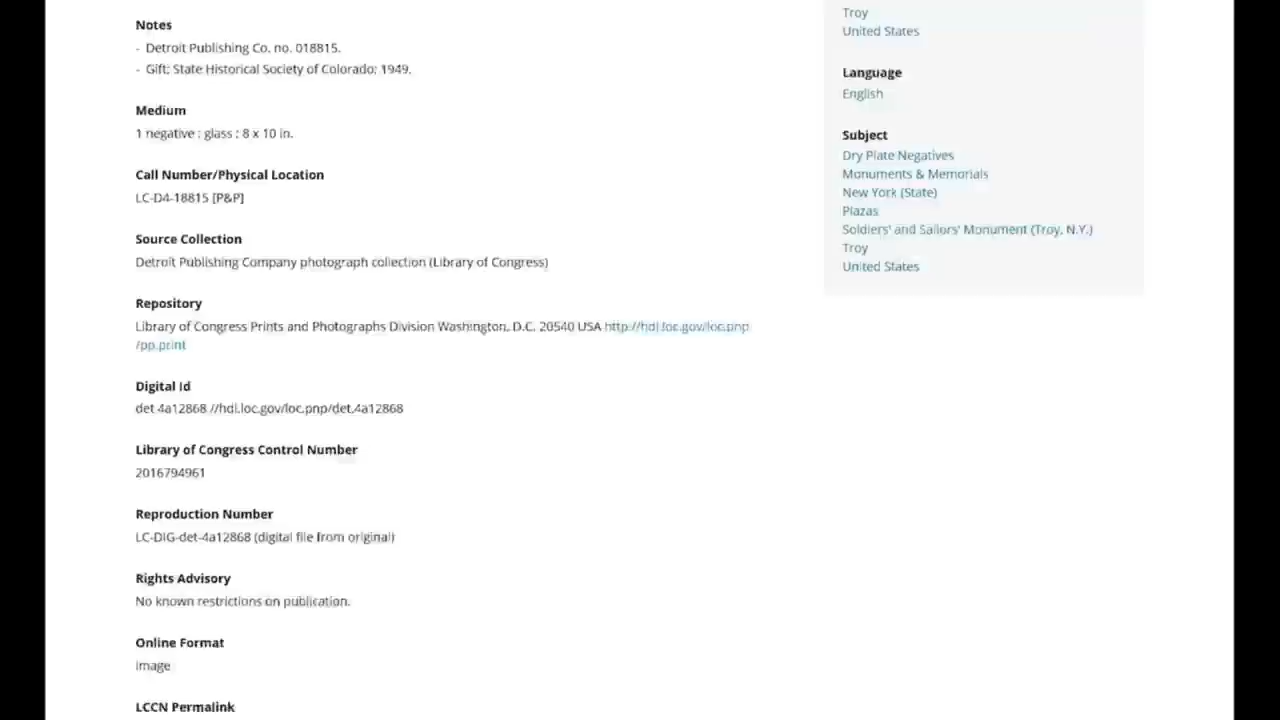 Notes
- Detroit Publishing Co. no. 018815.
- Gift; State Historical Society of Colorado; 1949.
Medium
1 negative : glass ; 8 x 10 in.
Call Number/Physical Location
LC-D4-18815 [P&P]
Source Collection
Detroit Publishing Company photograph collection (Library of Congress)
Repository
Library of Congress Prints and Photographs Division Washington, D.C. 20540 USA http://hdl.loc.gov/loc.pnp
/pp.print
Digital Id
det 4a12868 //hdl.loc.gov/loc.pnp/det.4a12868
Library of Congress Control Number
2016794961
Reproduction Number
LC-DIG-det-4a12868 (digital file from original)
Rights Advisory
No known restrictions on publication.
Online Format
image
LCCN Permalink
Troy
United States
Language
English
Subject
Dry Plate Negatives
Monuments & Memorials
New York (State)
Plazas
Soldiers' and Sailors' Monument (Troy, N.Y.)
Troy
United States